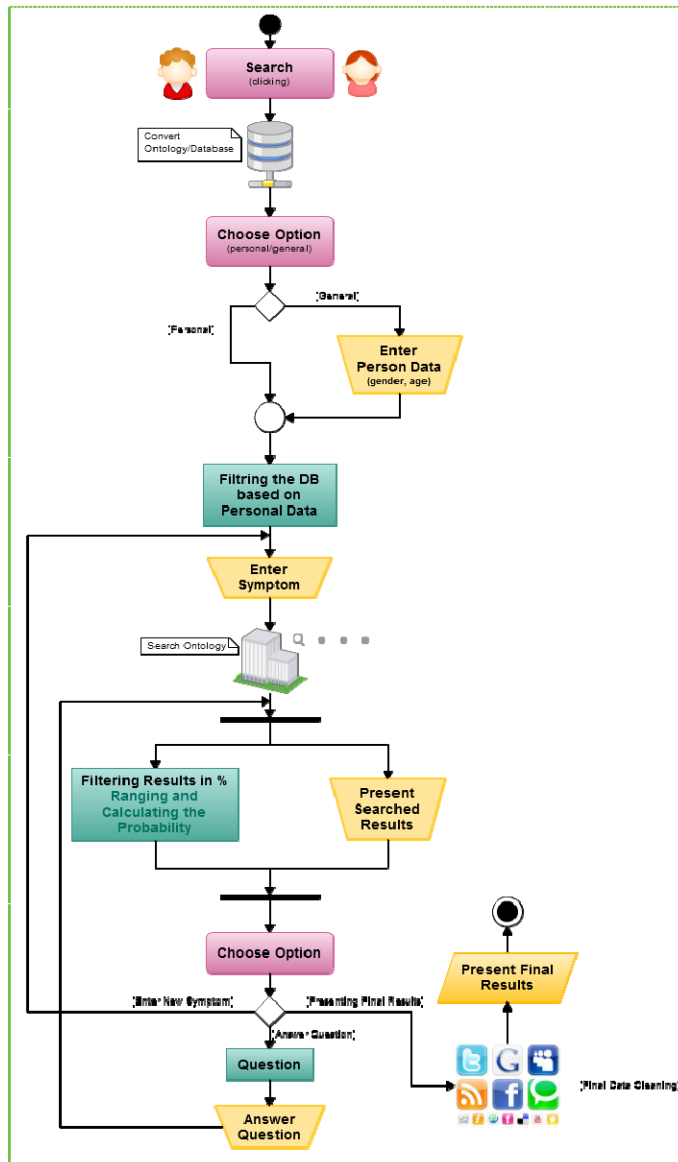 Search
(clicking)
Convert
Ontology/Database
Choose Option
(personal/general)
[General]
[Personal]
Enter
Person Data
(gender, age)
Filtring the DB
based on
Personal Data
Enter
Symptom
Search Ontology
Filtering Results in %
Ranging and
Calculating the
Probability
Present
Searched
Results
Choose Option
Present Final
Results
[Enter New Symptom]
[Presenting Final Results]
[Answer Question]
Question
[Final Data Cleaning]
Answer
Question